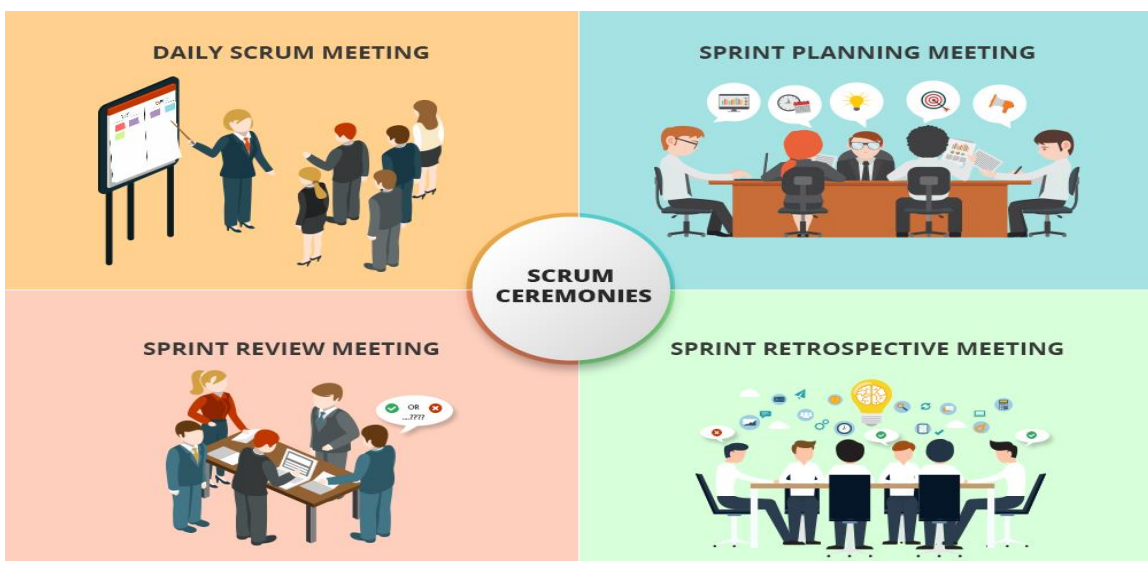 DAILY SCRUM MEETING
SPRINT PLANNING MEETING
SCRUM
CEREMONIES
SPRINT REVIEW MEETING
OR
...????
SPRINT RETROSPECTIVE MEETING